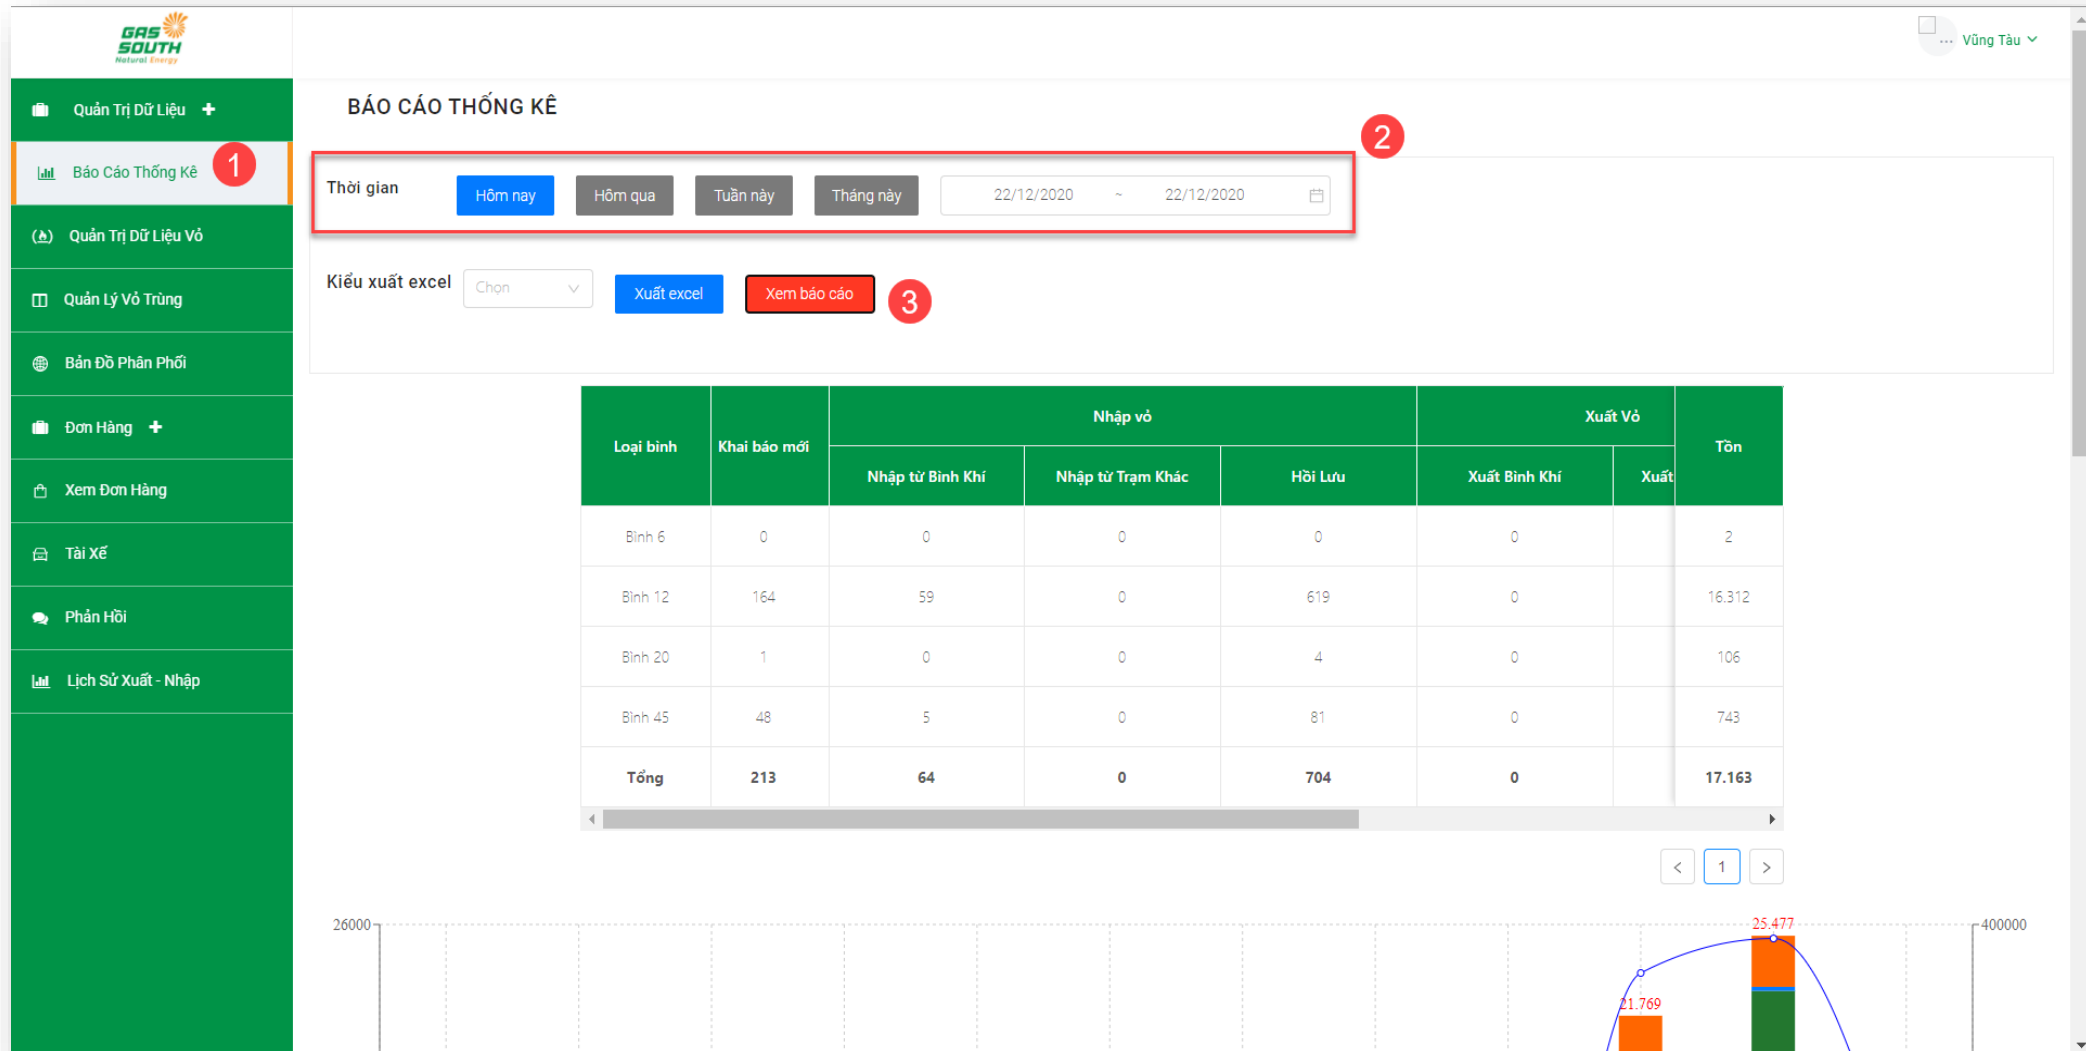 GAS
SOUTH
Natural Energy
... Vũng Tàu
Quản Trị Dữ Liệu +
BÁO CÁO THỐNG KÊ
2
Báo Cáo Thống Kê 1
Thời gian Hôm nay Hôm qua Tuần này Tháng này 22/12/2020 ~ 22/12/2020
Quản Trị Dữ Liệu Vỏ
Kiểu xuất excel Chọn Xuất excel Xem báo cáo 3
Quản Lý Vỏ Trùng
Bản Đồ Phân Phối
Đơn Hàng +
Xem Đơn Hàng
Tài Xế
Phản Hồi
Lịch Sử Xuất - Nhập
Loại bình Khai báo mới Nhập vỏ Xuất Vỏ Tồn
Nhập từ Bình Khí Nhập từ Trạm Khác Hồi Lưu Xuất Bình Khí Xuất
Bình 6 0 0 0 0 0 2
Bình 12 164 59 0 619 0 16.312
Bình 20 1 0 0 4 0 106
Bình 45 48 5 0 81 0 743
Tổng 213 64 0 704 0 17.163
< 1 >
26000 25.477 400000
21.769